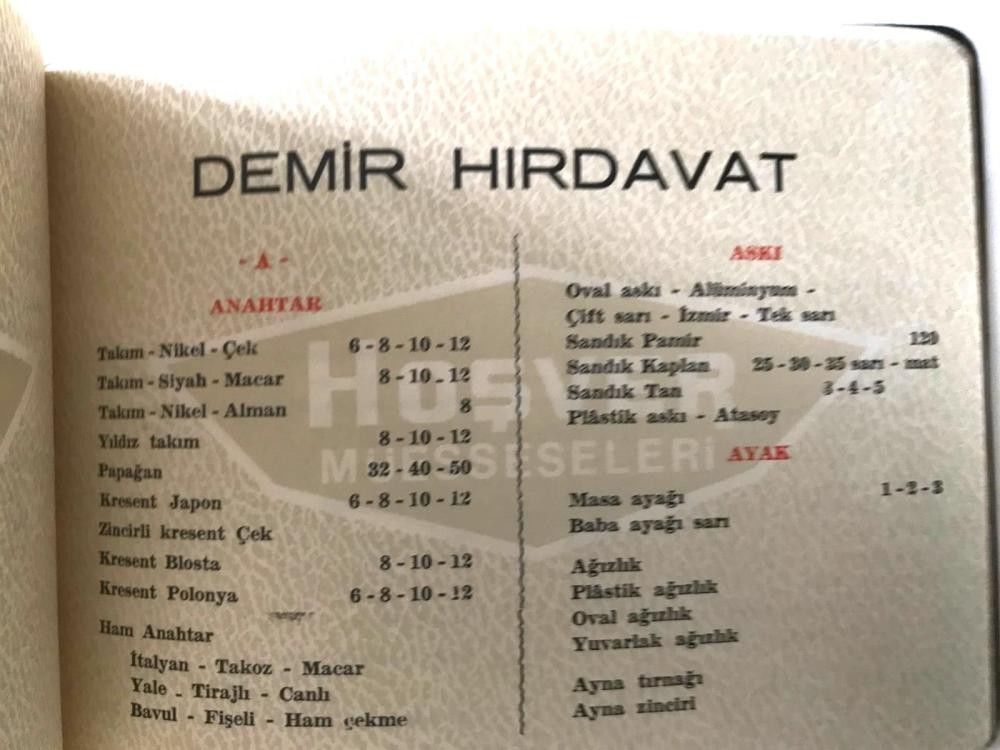 DEMİR HIRDAVAT
- A -
ANAHTAR
Takım - Nikel - Çek 6 - 8 - 10 - 12
Takım - Siyah - Macar 8 - 10 - 12
Takım - Nikel - Alman 8
Yıldız takım 8 - 10 - 12
Papağan 32 - 40 - 50
Kresent Japon 6 - 8 - 10 - 12
Zincirli kresent Çek
Kresent Blosta 8 - 10 - 12
Kresent Polonya 6 - 8 - 10 - 12
Ham Anahtar
İtalyan - Takoz - Macar
Yale - Tirajlı - Canlı
Bavul - Fişeli - Ham çekme
ASKI
Oval askı - Alüminyum -
Çift sarı - İzmir - Tek sarı
Sandık Pamir 120
Sandık Kaplan 25 - 30 - 35 sarı - mat
Sandık Tan 3 - 4 - 5
Plâstik askı - Atasoy
AYAK
Masa ayağı 1 - 2 - 3
Baba ayağı sarı
Ağızlık
Plâstik ağızlık
Oval ağızlık
Yuvarlak ağızlık
Ayna tırnağı
Ayna zinciri
HOŞVER
MÜESSESELERİ